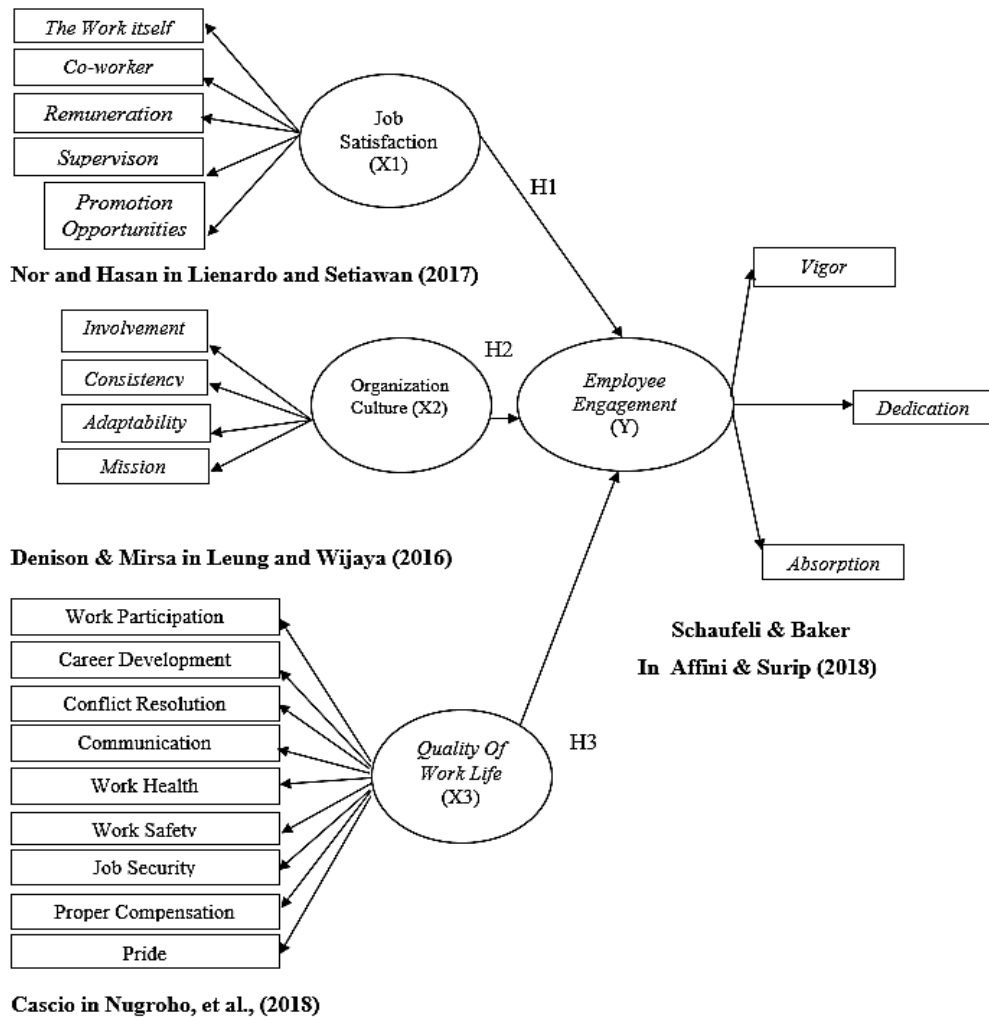 The Work itself
Co-worker
Remuneration
Supervison
Promotion
Opportunities
Job
Satisfaction
(X1)
H1
Nor and Hasan in Lienardo and Setiawan (2017)
Vigor
Involvement
Consistency
Adaptability
Mission
Organization
Culture (X2)
H2
Employee
Engagement
(Y)
Dedication
Absorption
Denison & Mirsa in Leung and Wijaya (2016)
Schaufeli & Baker
In Affini & Surip (2018)
Work Participation
Career Development
Conflict Resolution
Communication
Work Health
Work Safety
Job Security
Proper Compensation
Pride
Quality Of
Work Life
(X3)
H3
Cascio in Nugroho, et al., (2018)